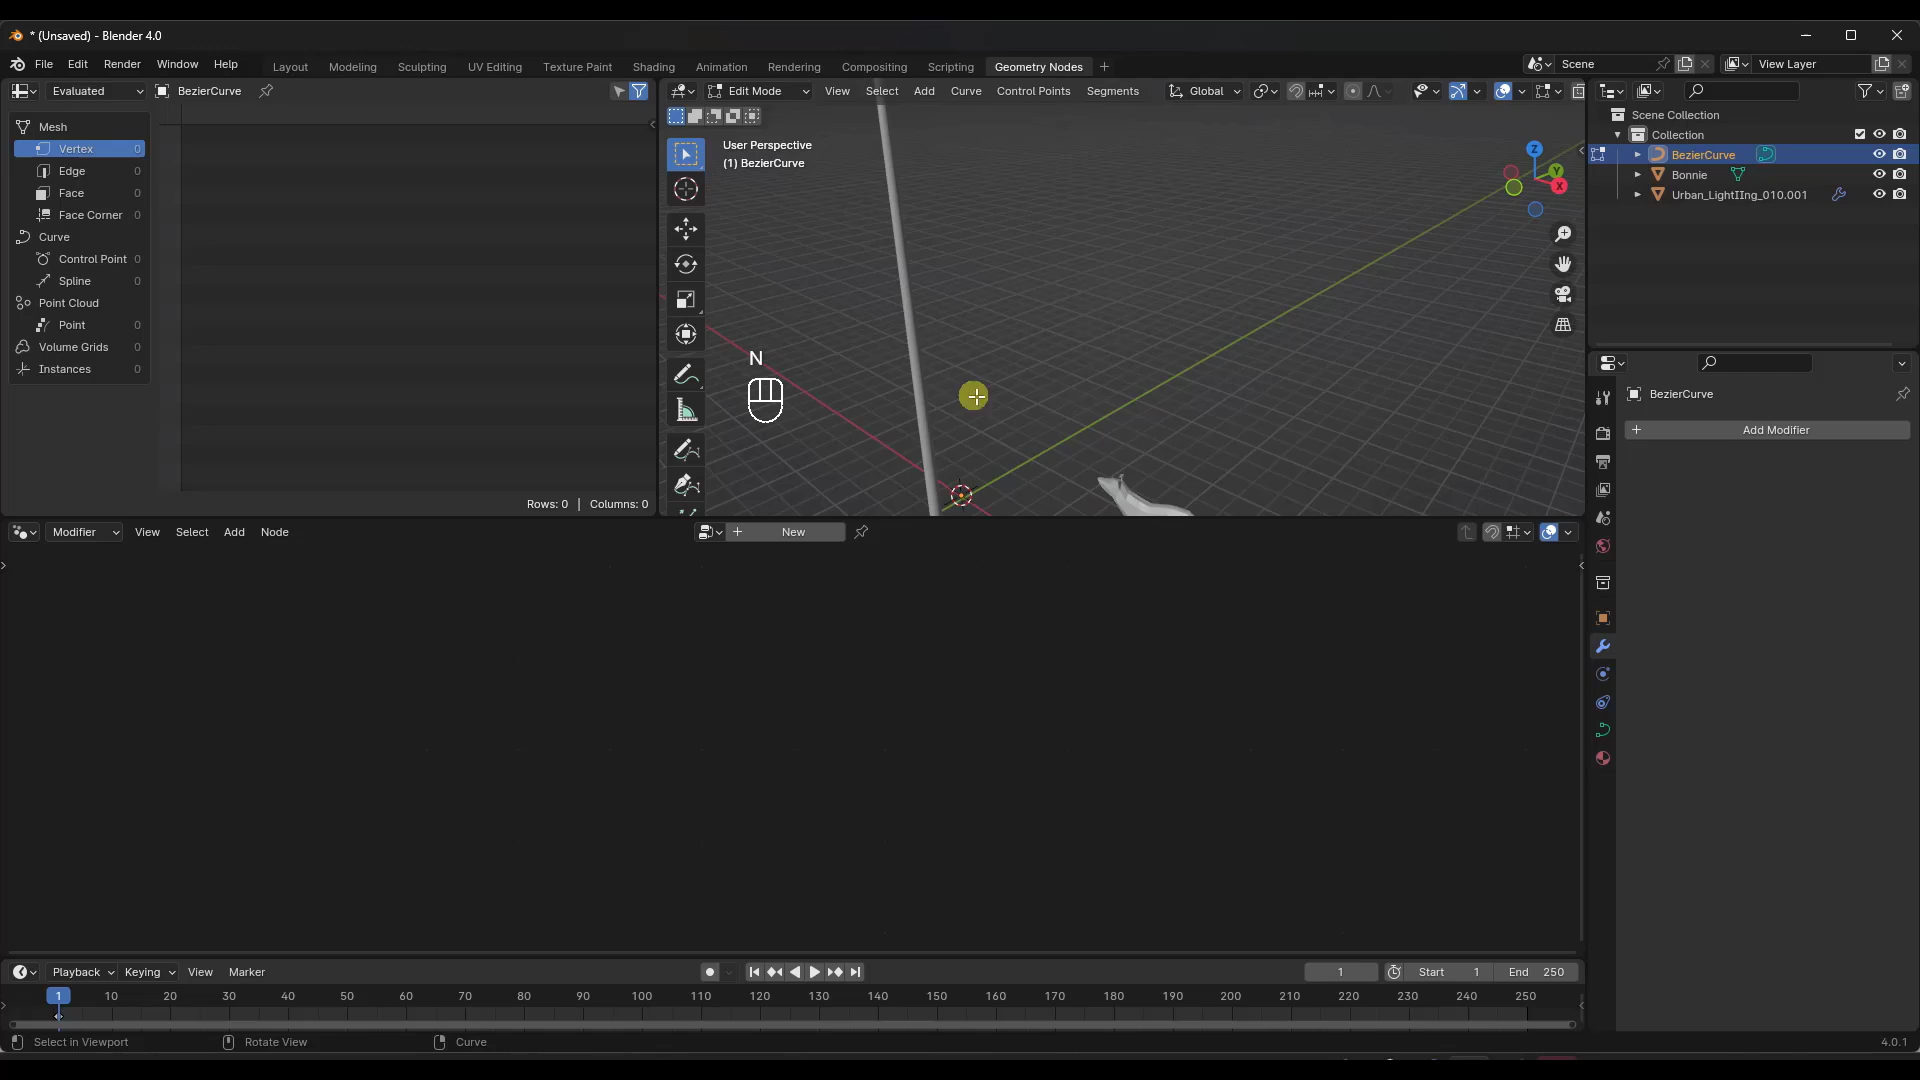 * (Unsaved) - Blender 4.0
File Edit Render Window Help
Layout Modeling Sculpting UV Editing Texture Paint Shading Animation Rendering Compositing Scripting Geometry Nodes +
Scene
View Layer
Evaluated
BezierCurve
Mesh
Vertex 0
Edge 0
Face 0
Face Corner 0
Curve
Control Point 0
Spline 0
Point Cloud
Point 0
Volume Grids 0
Instances 0
Rows: 0 | Columns: 0
Edit Mode View Select Add Curve Control Points Segments Global
User Perspective
(1) BezierCurve
N
Z
Y
X
Scene Collection
Collection
BezierCurve
Bonnie
Urban_LightIIng_010.001
BezierCurve
+ Add Modifier
Modifier View Select Add Node
+ New
Playback Keying View Marker
1 Start 1 End 250
1 10 20 30 40 50 60 70 80 90 100 110 120 130 140 150 160 170 180 190 200 210 220 230 240 250
Select in Viewport Rotate View Curve
4.0.1